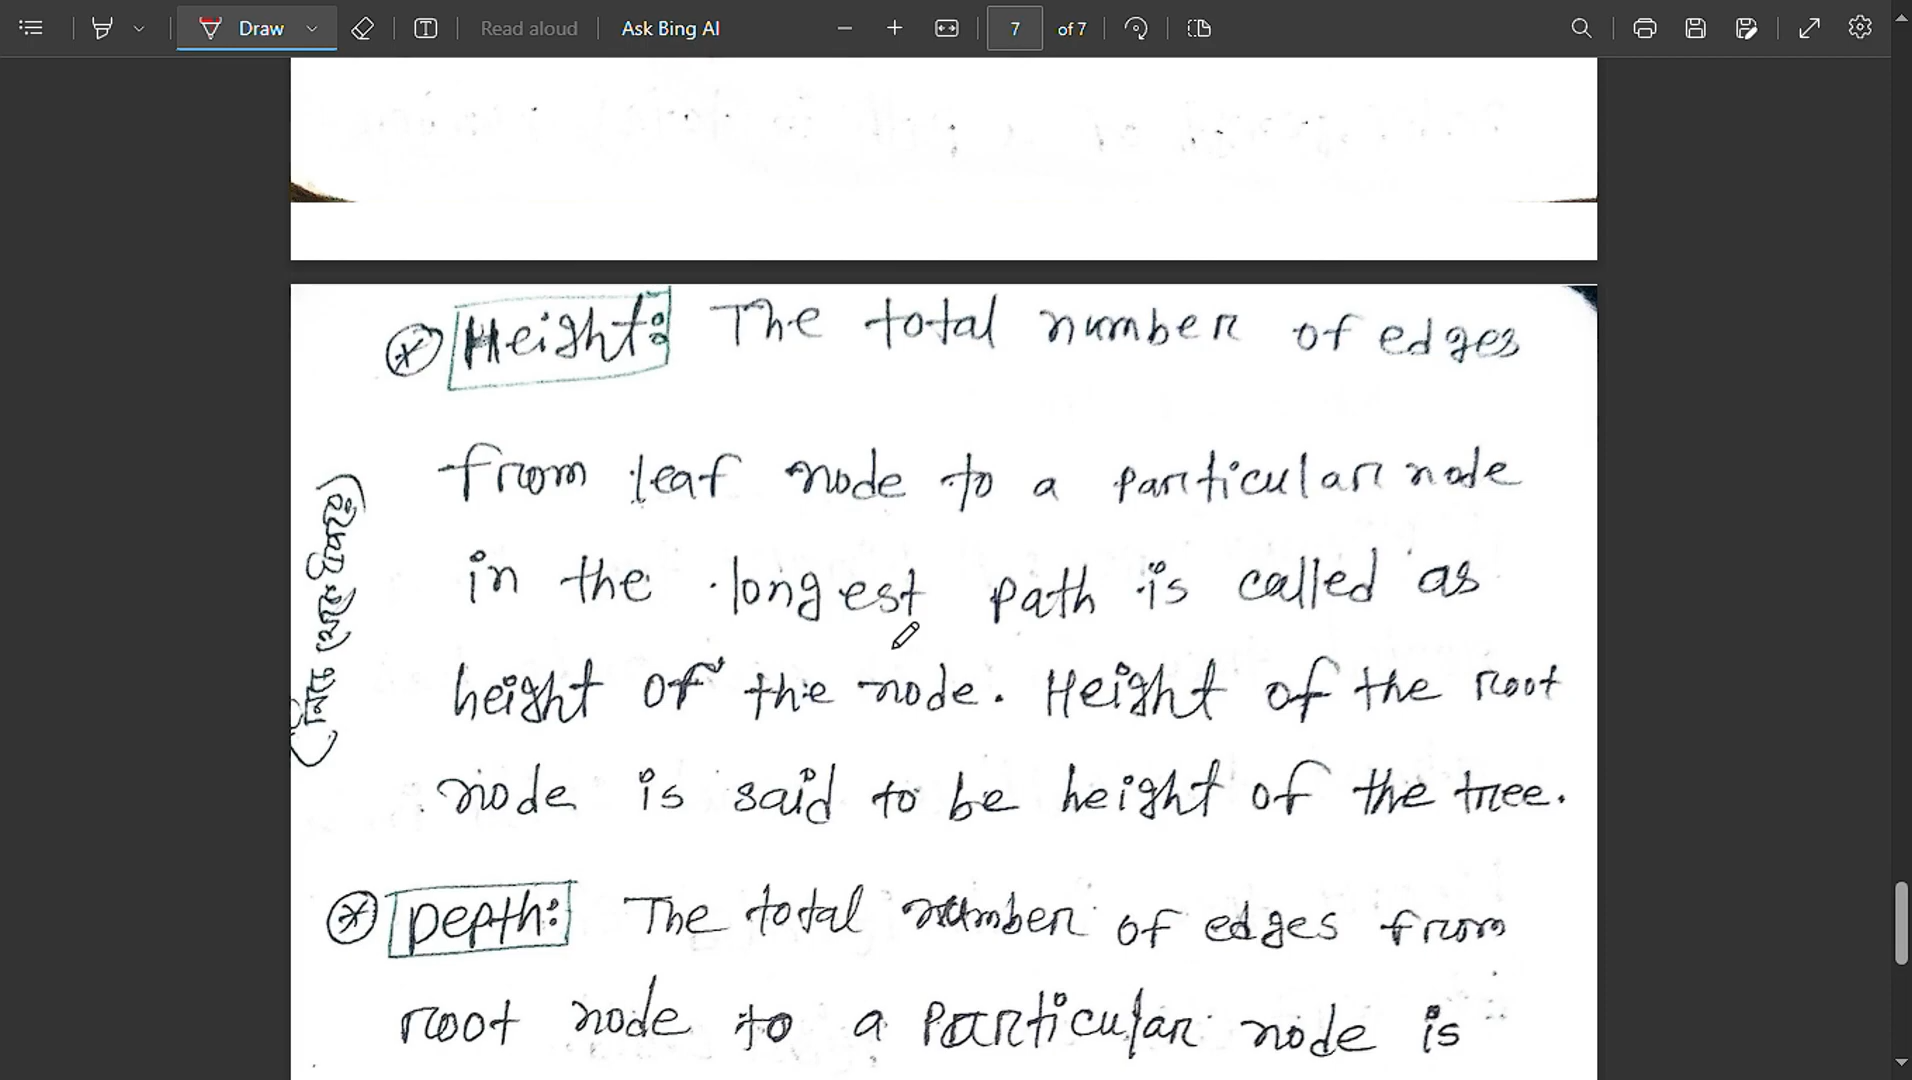 Draw
Read aloud
Ask Bing AI
7
of 7
Height: The total number of edges
from leaf node to a particular node
in the longest path is called as
height of the node. Height of the root
node is said to be height of the tree.
Depth: The total number of edges from
root node to a particular node is